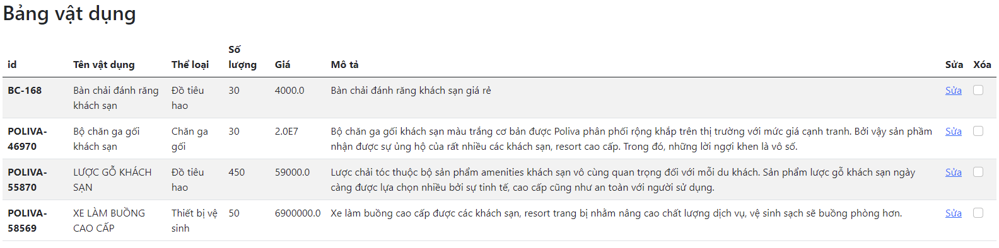 Bảng vật dụng
id Tên vật dụng Thể loại Số lượng Giá Mô tả Sửa Xóa
BC-168 Bàn chải đánh răng khách sạn Đồ tiêu hao 30 4000.0 Bàn chải đánh răng khách sạn giá rẻ Sửa
POLIVA-46970 Bộ chăn ga gối khách sạn Chăn ga gối 30 2.0E7 Bộ chăn ga gối khách sạn màu trắng cơ bản được Poliva phân phối rộng khắp trên thị trường với mức giá cạnh tranh. Bởi vậy sản phầm nhận được sự ủng hộ của rất nhiều các khách sạn, resort cao cấp. Trong đó, những lời ngợi khen là vô số. Sửa
POLIVA-55870 LƯỢC GỖ KHÁCH SẠN Đồ tiêu hao 450 59000.0 Lược chải tóc thuộc bộ sản phẩm amenities khách sạn vô cùng quan trọng đối với mỗi du khách. Sản phẩm lược gỗ khách sạn ngày càng được lựa chọn nhiều bởi sự tinh tế, cao cấp cũng như an toàn với người sử dụng. Sửa
POLIVA-58569 XE LÀM BUỒNG CAO CẤP Thiết bị vệ sinh 50 6900000.0 Xe làm buồng cao cấp được các khách sạn, resort trang bị nhằm nâng cao chất lượng dịch vụ, vệ sinh sạch sẽ buồng phòng hơn. Sửa